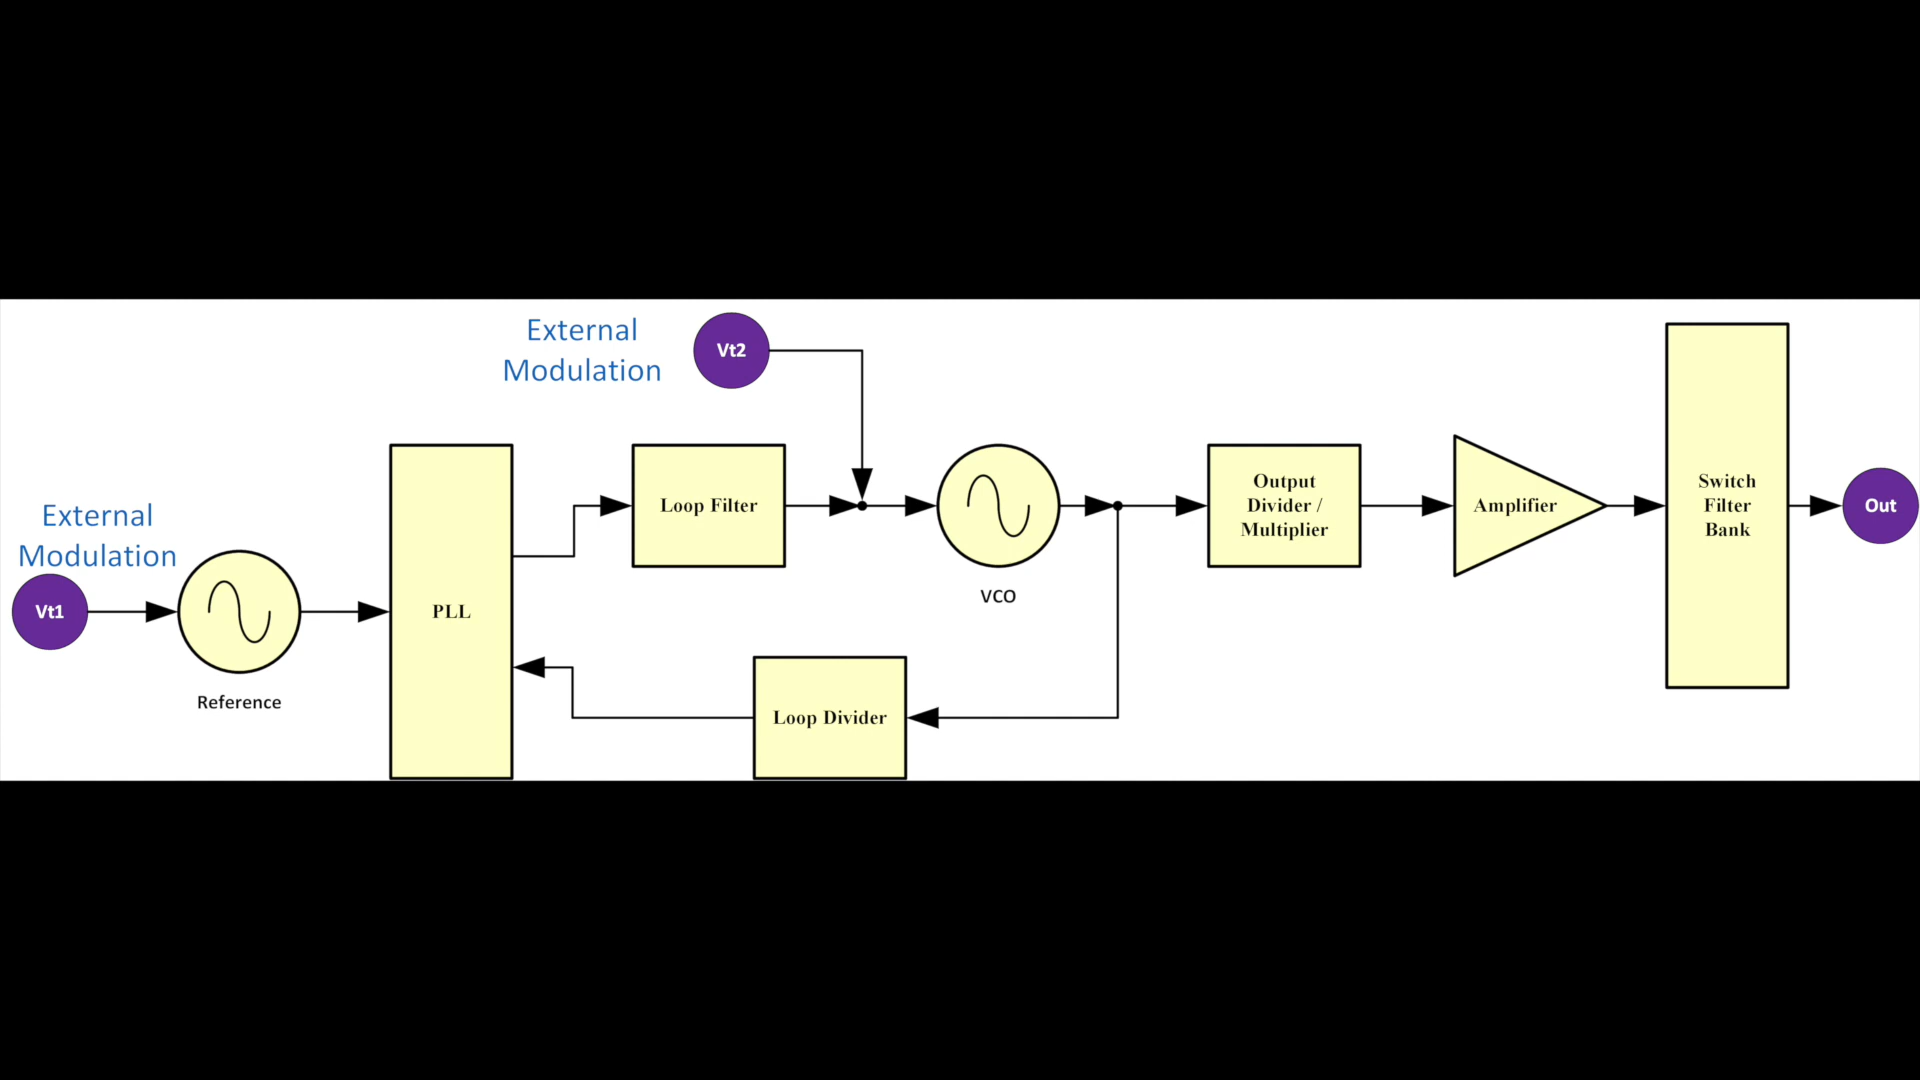 External
Modulation
Vt2
External
Modulation
Vt1
Reference
PLL
Loop Filter
VCO
Loop Divider
Output
Divider /
Multiplier
Amplifier
Switch
Filter
Bank
Out